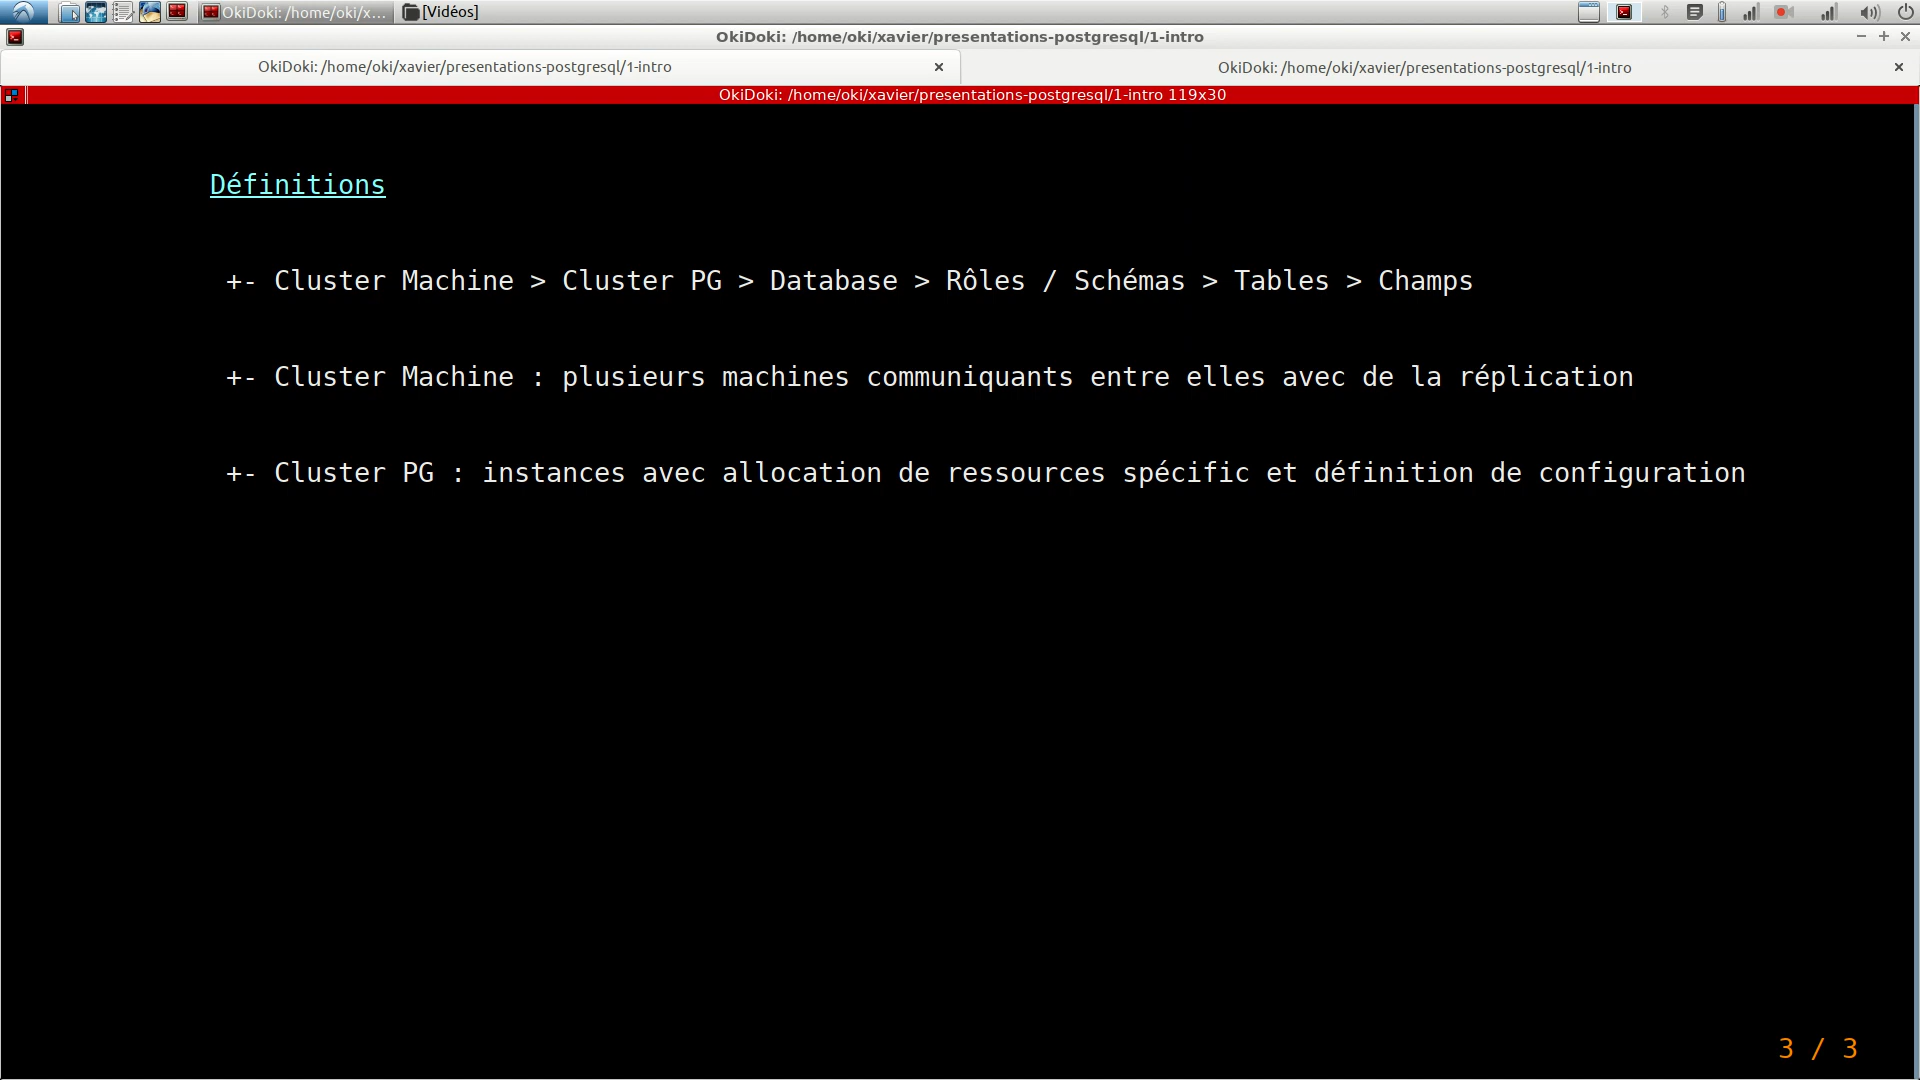 OkiDoki: /home/oki/x... [Vidéos]
OkiDoki: /home/oki/xavier/presentations-postgresql/1-intro
OkiDoki: /home/oki/xavier/presentations-postgresql/1-intro OkiDoki: /home/oki/xavier/presentations-postgresql/1-intro
OkiDoki: /home/oki/xavier/presentations-postgresql/1-intro 119x30
Définitions
+- Cluster Machine > Cluster PG > Database > Rôles / Schémas > Tables > Champs
+- Cluster Machine : plusieurs machines communiquants entre elles avec de la réplication
+- Cluster PG : instances avec allocation de ressources spécific et définition de configuration
3 / 3